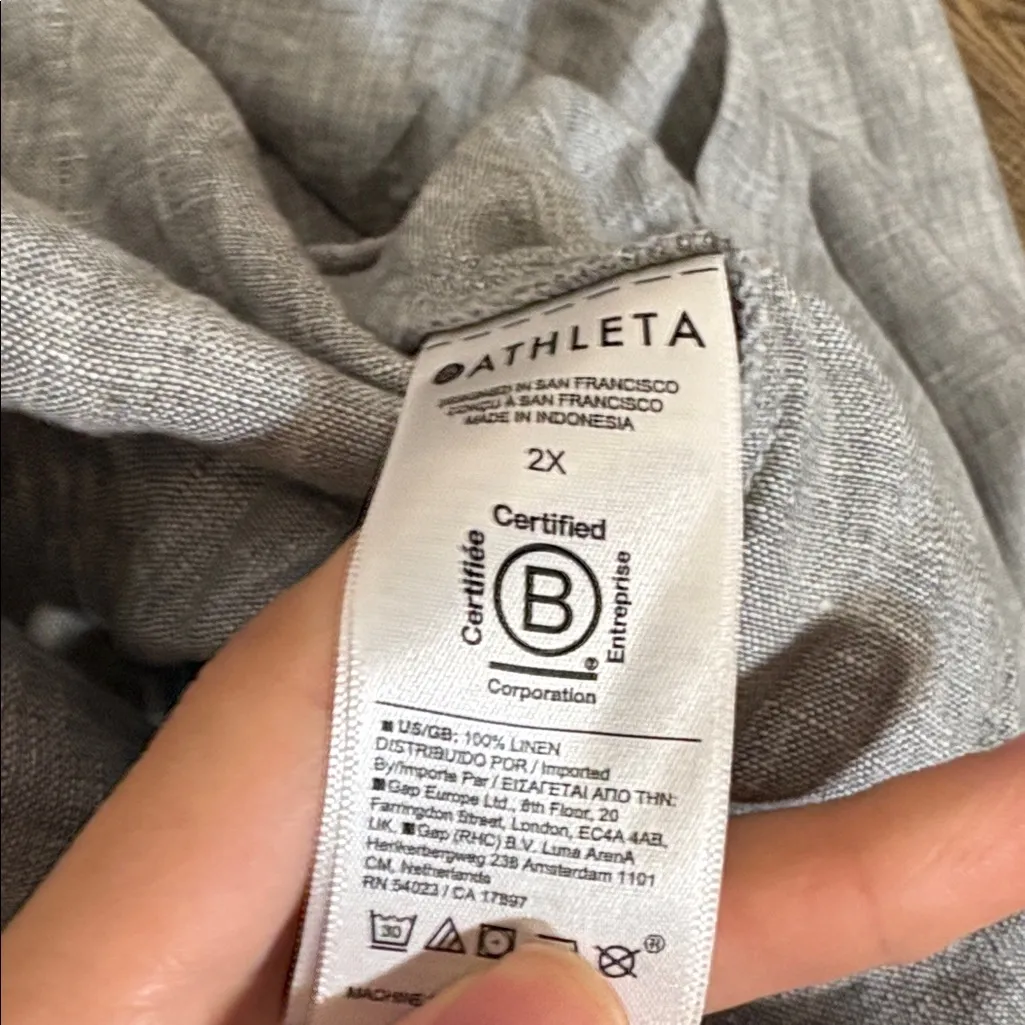 ATHLETA
DESIGNED IN SAN FRANCISCO
CONÇU À SAN FRANCISCO
MADE IN INDONESIA
2X
Certified
Certifiée
B
Entreprise
®
Corporation
US/GB: 100% LINEN
DISTRIBUIDO POR / Imported
By/Importe Par / ΕΙΣΑΓΕΤΑΙ ΑΠΟ ΤΗΝ:
Gap Europe Ltd., 8th Floor, 20
Farringdon Street, London, EC4A 4AB,
UK. Gap (RHC) B.V. Luna ArenA
Herikerbergweg 238 Amsterdam 1101
CM, Netherlands
RN 54023 / CA 17897
30
®
MACHINE